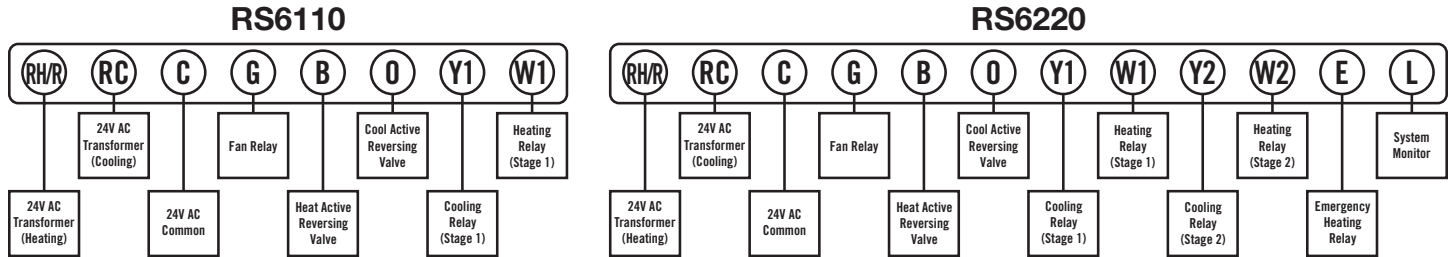 RS6110
RH/R RC C G B O Y1 W1
24V AC
Transformer
(Cooling)
Fan Relay
Cool Active
Reversing
Valve
Heating
Relay
(Stage 1)
24V AC
Transformer
(Heating)
24V AC
Common
Heat Active
Reversing
Valve
Cooling
Relay
(Stage 1)
RS6220
RH/R RC C G B O Y1 W1 Y2 W2 E L
24V AC
Transformer
(Cooling)
Fan Relay
Cool Active
Reversing
Valve
Heating
Relay
(Stage 1)
Heating
Relay
(Stage 2)
System
Monitor
24V AC
Transformer
(Heating)
24V AC
Common
Heat Active
Reversing
Valve
Cooling
Relay
(Stage 1)
Cooling
Relay
(Stage 2)
Emergency
Heating
Relay